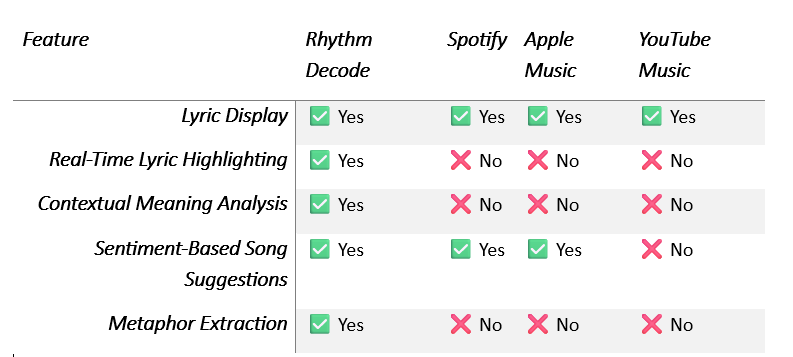 Feature Rhythm Decode Spotify Apple Music YouTube Music
Lyric Display ✅ Yes ✅ Yes ✅ Yes ✅ Yes
Real-Time Lyric Highlighting ✅ Yes ❌ No ❌ No ❌ No
Contextual Meaning Analysis ✅ Yes ❌ No ❌ No ❌ No
Sentiment-Based Song ✅ Yes ✅ Yes ✅ Yes ❌ No
Suggestions
Metaphor Extraction ✅ Yes ❌ No ❌ No ❌ No